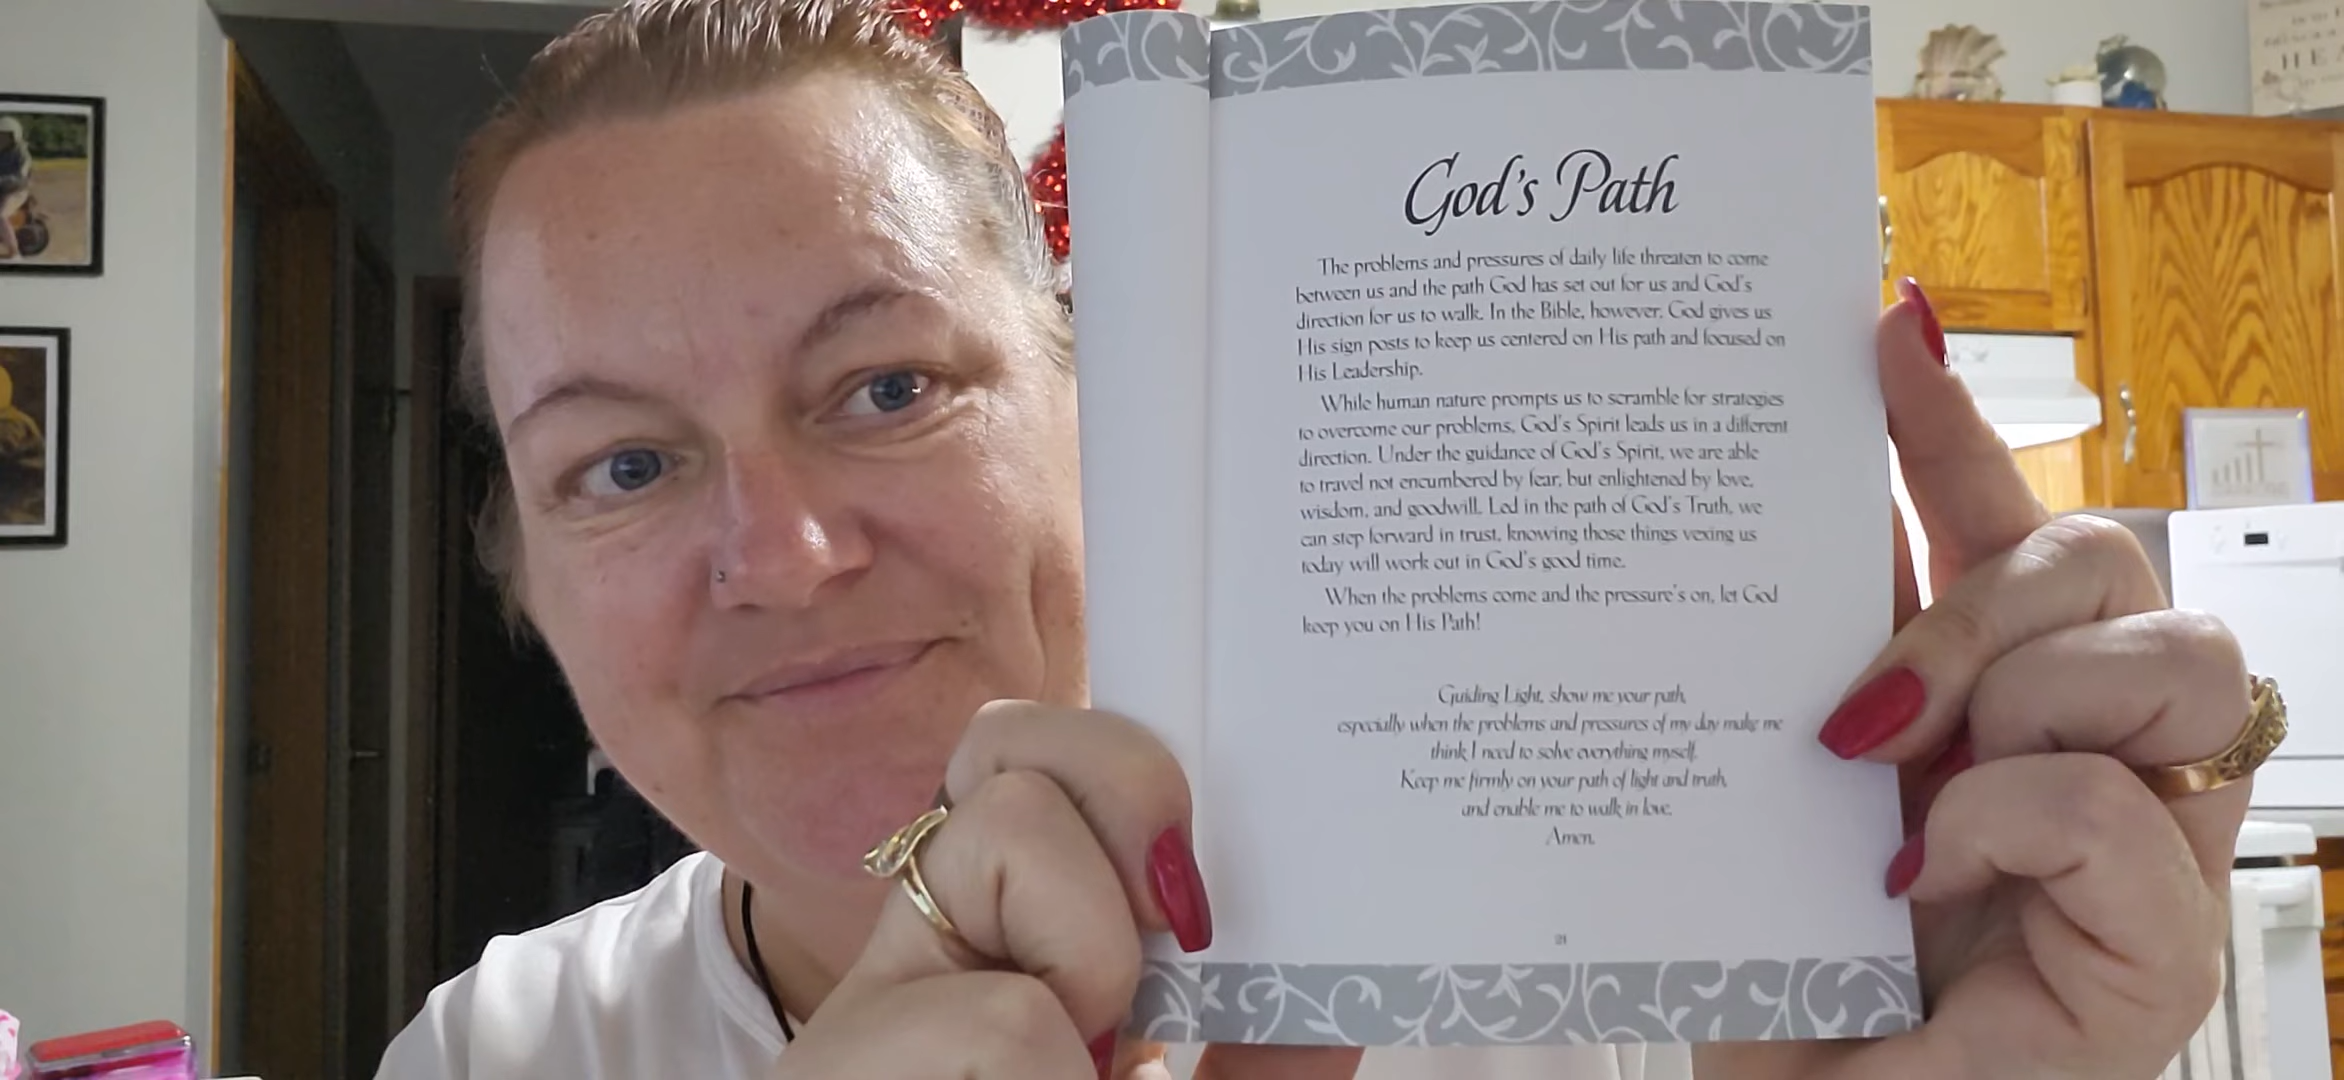 God's Path
The problems and pressures of daily life threaten to come
between us and the path God has set out for us and God's
direction for us to walk. In the Bible, however, God gives us
His sign posts to keep us centered on His path and focused on
His Leadership.
While human nature prompts us to scramble for strategies
to overcome our problems, God's Spirit leads us in a different
direction. Under the guidance of God's Spirit, we are able
to travel not encumbered by fear, but enlightened by love,
wisdom, and goodwill. Led in the path of God's Truth, we
can step forward in trust, knowing those things vexing us
today will work out in God's good time.
When the problems come and the pressure's on, let God
keep you on His Path!
Guiding Light, show me your path,
especially when the problems and pressures of my day make me
think I need to solve everything myself.
Keep me firmly on your path of light and truth,
and enable me to walk in love.
Amen.
21